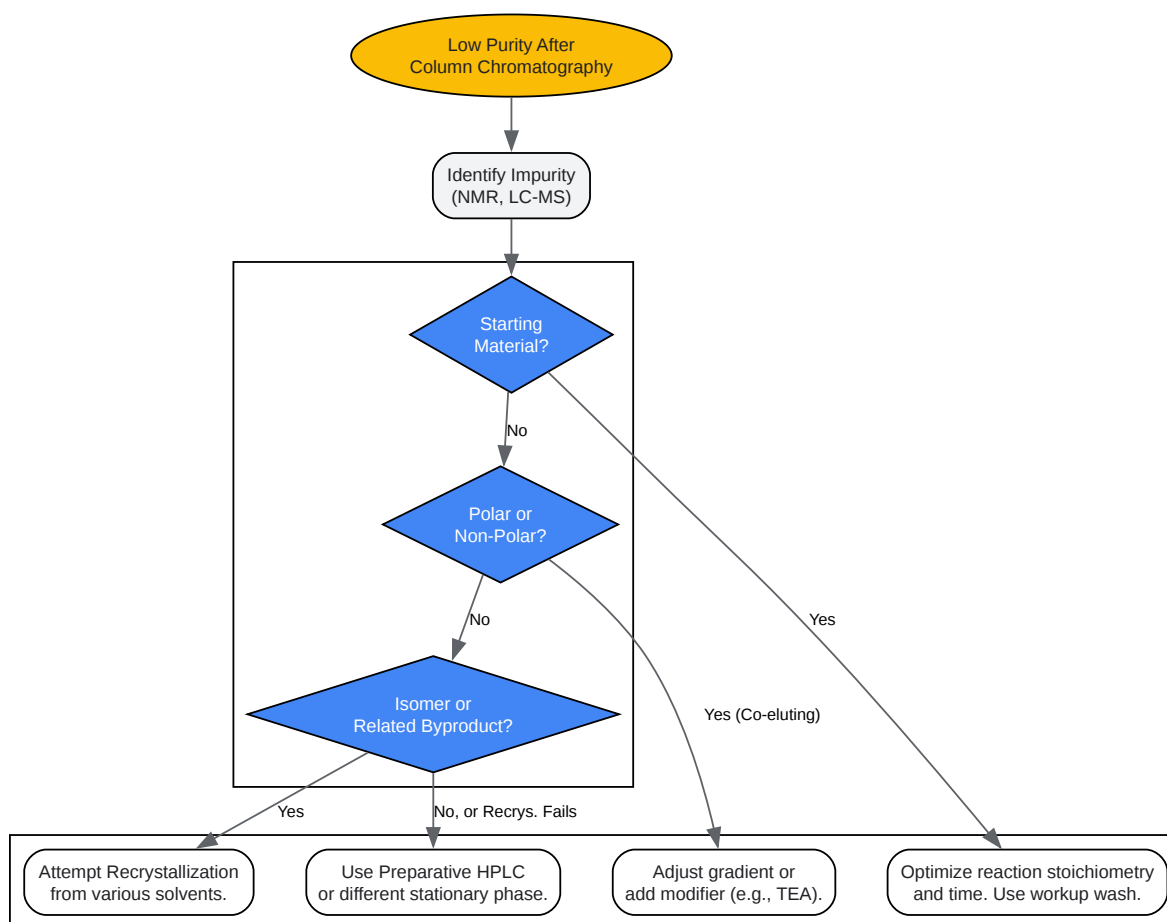 Low Purity After
Column Chromatography
Identify Impurity
(NMR, LC-MS)
Starting
Material?
No
Polar or
Non-Polar?
Yes
No
Yes (Co-eluting)
Isomer or
Related Byproduct?
Yes
No, or Recrys. Fails
Attempt Recrystallization
from various solvents.
Use Preparative HPLC
or different stationary phase.
Adjust gradient or
add modifier (e.g., TEA).
Optimize reaction stoichiometry
and time. Use workup wash.